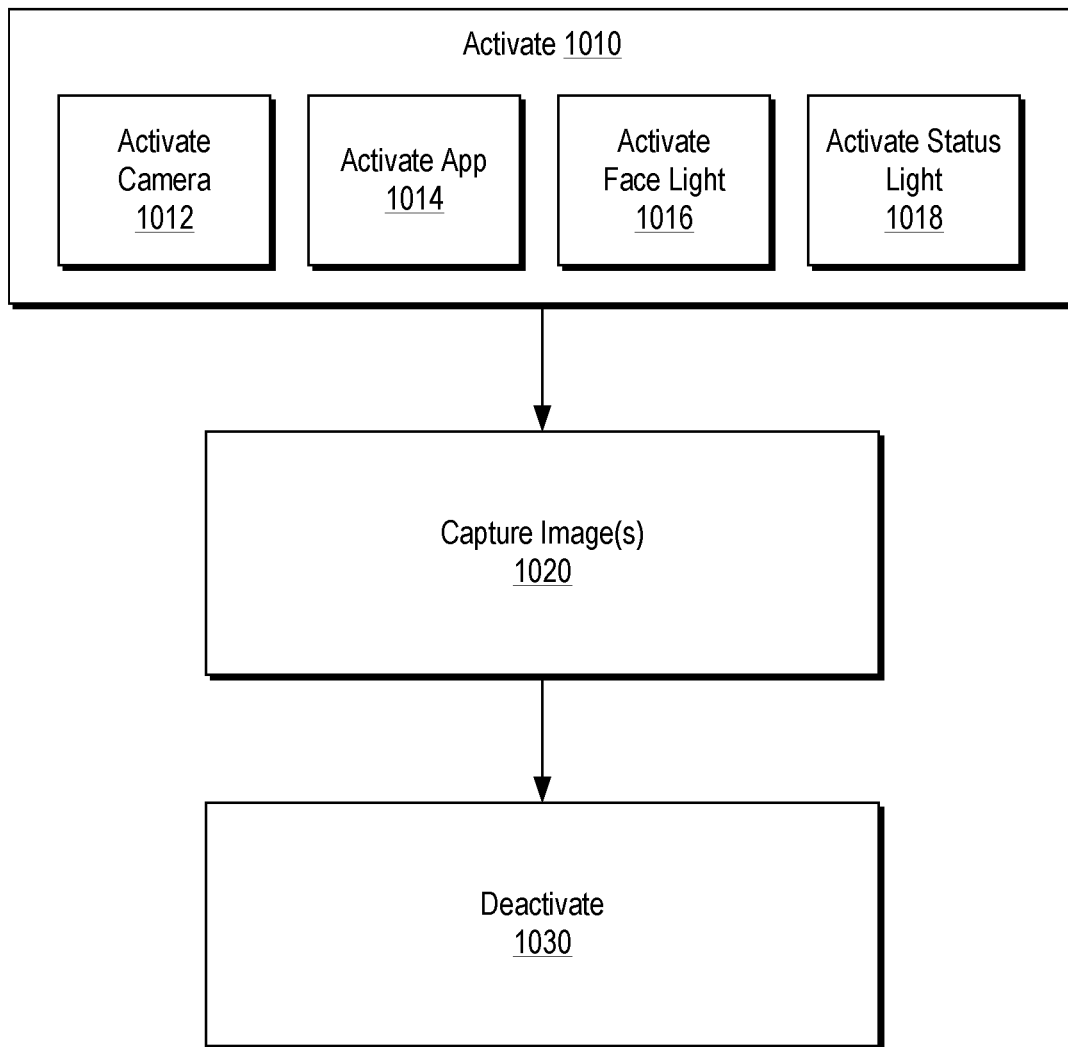 Activate 1010
Activate
Camera
1012
Activate App
1014
Activate
Face Light
1016
Activate Status
Light
1018
Capture Image(s)
1020
Deactivate
1030